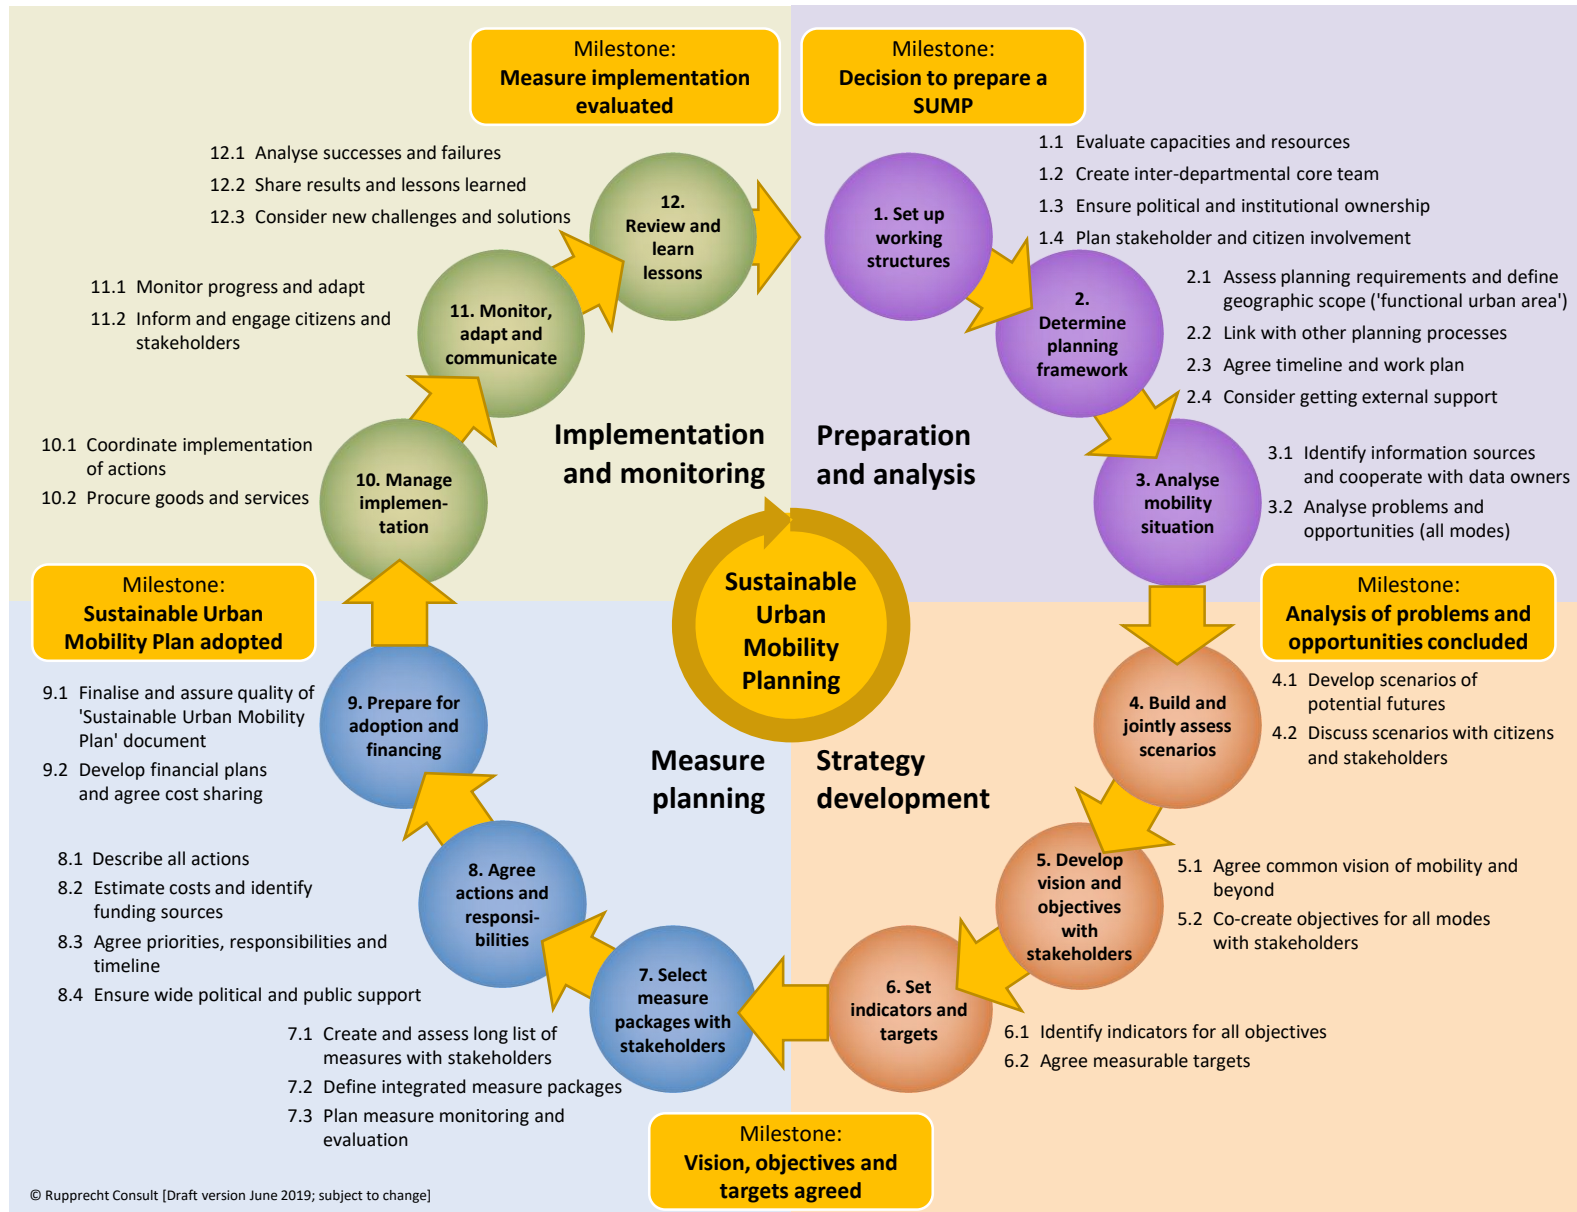 Milestone:
Measure implementation
evaluated
Milestone:
Decision to prepare a
SUMP
1. Set up
working
structures
1.1 Evaluate capacities and resources
1.2 Create inter-departmental core team
1.3 Ensure political and institutional ownership
1.4 Plan stakeholder and citizen involvement
2.
Determine
planning
framework
2.1 Assess planning requirements and define
geographic scope ('functional urban area')
2.2 Link with other planning processes
2.3 Agree timeline and work plan
2.4 Consider getting external support
Preparation
and analysis
3. Analyse
mobility
situation
3.1 Identify information sources
and cooperate with data owners
3.2 Analyse problems and
opportunities (all modes)
Milestone:
Analysis of problems and
opportunities concluded
4. Build and
jointly assess
scenarios
4.1 Develop scenarios of
potential futures
4.2 Discuss scenarios with citizens
and stakeholders
Strategy
development
5. Develop
vision and
objectives
with
stakeholders
5.1 Agree common vision of mobility and
beyond
5.2 Co-create objectives for all modes
with stakeholders
6. Set
indicators and
targets
6.1 Identify indicators for all objectives
6.2 Agree measurable targets
Milestone:
Vision, objectives and
targets agreed
7. Select
measure
packages with
stakeholders
7.1 Create and assess long list of
measures with stakeholders
7.2 Define integrated measure packages
7.3 Plan measure monitoring and
evaluation
8. Agree
actions and
responsi-
bilities
8.1 Describe all actions
8.2 Estimate costs and identify
funding sources
8.3 Agree priorities, responsibilities and
timeline
8.4 Ensure wide political and public support
Measure
planning
9. Prepare for
adoption and
financing
9.1 Finalise and assure quality of
'Sustainable Urban Mobility
Plan' document
9.2 Develop financial plans
and agree cost sharing
Milestone:
Sustainable Urban
Mobility Plan adopted
10. Manage
implemen-
tation
10.1 Coordinate implementation
of actions
10.2 Procure goods and services
Implementation
and monitoring
11. Monitor,
adapt and
communicate
11.1 Monitor progress and adapt
11.2 Inform and engage citizens and
stakeholders
12.
Review and
learn
lessons
12.1 Analyse successes and failures
12.2 Share results and lessons learned
12.3 Consider new challenges and solutions
Sustainable
Urban
Mobility
Planning
© Rupprecht Consult [Draft version June 2019; subject to change]